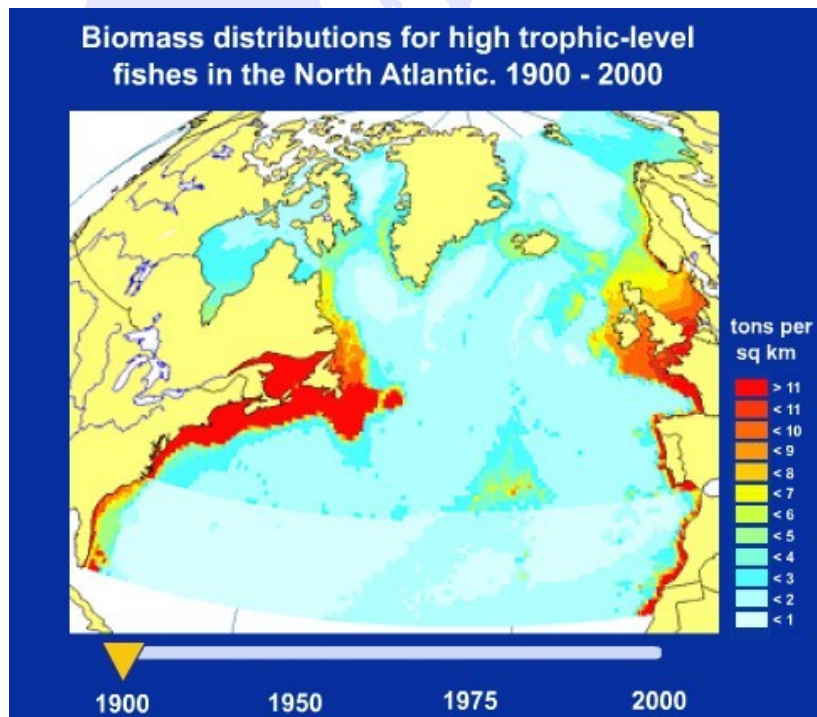 Biomass distributions for high trophic-level
fishes in the North Atlantic. 1900 - 2000
tons per
sq km
> 11
< 11
< 10
< 9
< 8
< 7
< 6
< 5
< 4
< 3
< 2
< 1
1900 1950 1975 2000